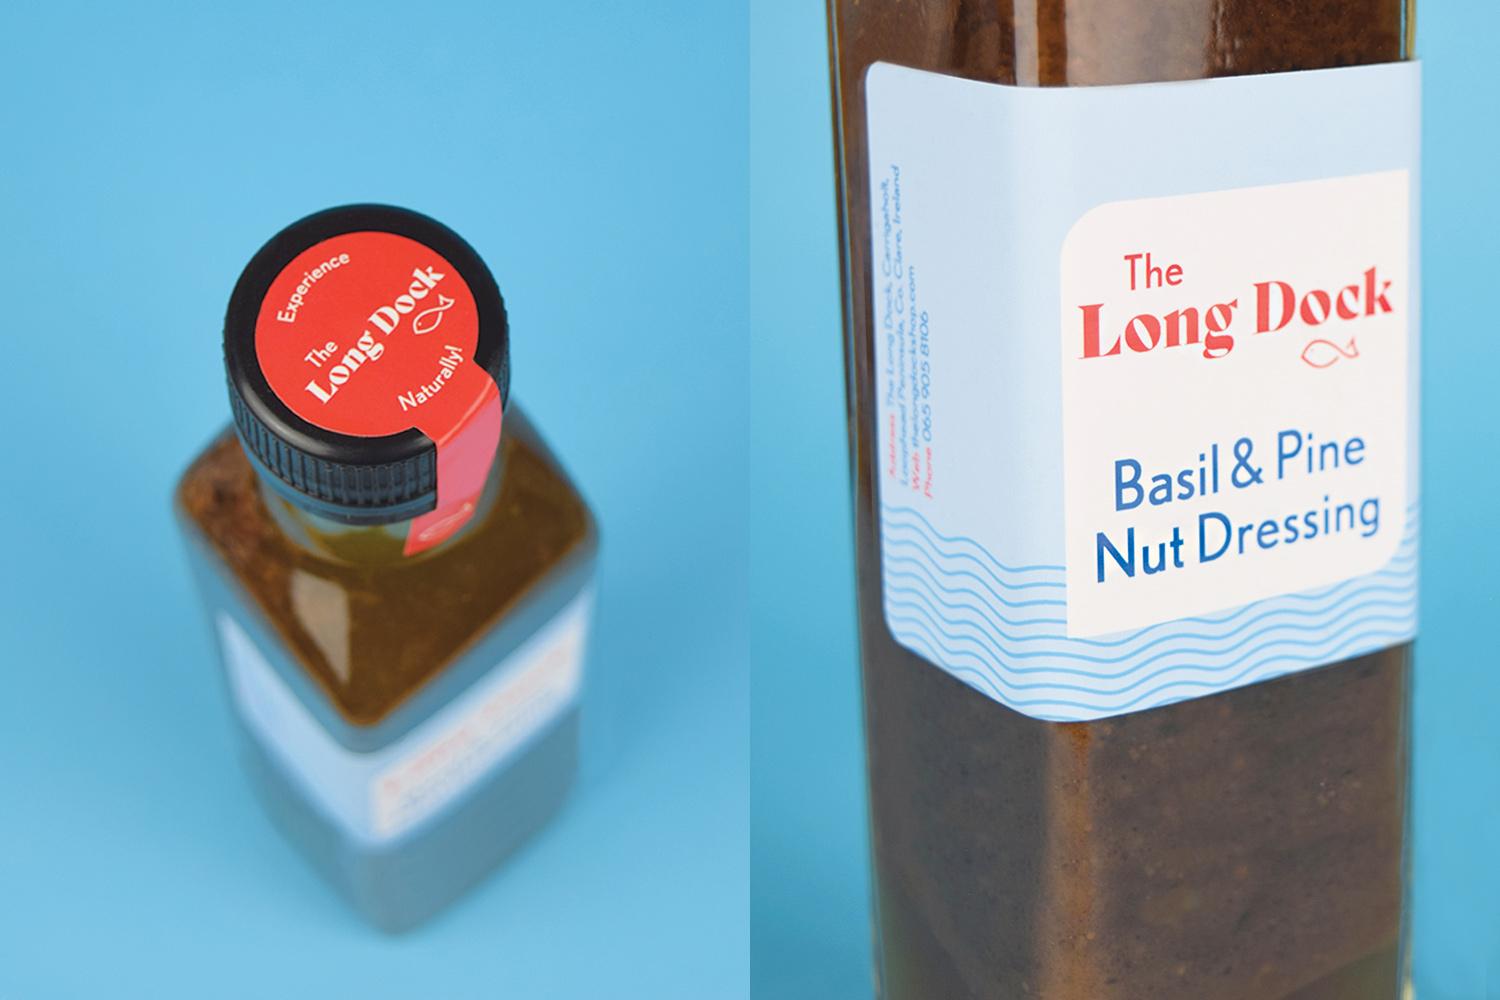 Experience
The
Long Dock
Naturally!
The
Long Dock
Basil & Pine
Nut Dressing
Address The Long Dock, Carrigaholt,
Loophead Peninsula, Co. Clare, Ireland
Web thelongdockshop.com
Phone 065 905 8106